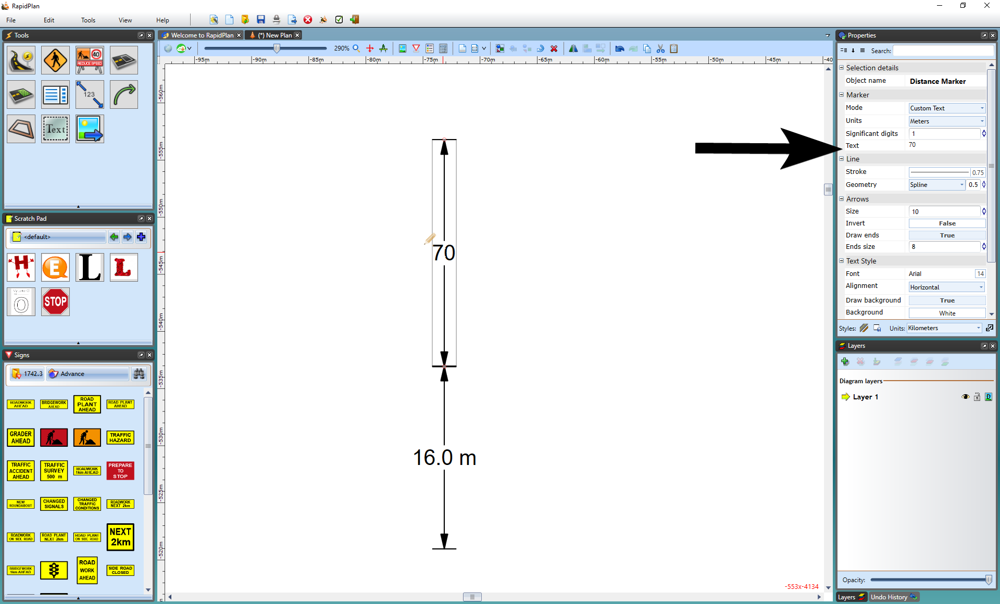 RapidPlan
File Edit Tools View Help
Tools
Welcome to RapidPlan
(*) New Plan
Properties
290%
Search:
-95m -90m -85m -80m -75m -70m -65m -60m -55m -50m -45m -40
40
REDUCE SPEED
123
Text
Selection details
Object name Distance Marker
Marker
Mode Custom Text
Units Meters
Significant digits 1
Text 70
Line
Stroke 0.75
Geometry Spline 0.5
Arrows
Size 10
Invert False
Draw ends True
Ends size 8
Text Style
Font Arial 14
Alignment Horizontal
Draw background True
Background White
Styles: Units: Kilometers
-560m
-555m
-550m
-545m
-540m
-535m
-530m
-525m
-520m
70
16.0 m
-553x-4134
Scratch Pad
<default>
H E L L
My Letter O
O
STOP
Signs
1742.3 Advance
ROADWORK AHEAD
BRIDGEWORK AHEAD
ROAD PLANT AHEAD
ROAD PLANT AHEAD
GRADER AHEAD
TRAFFIC HAZARD
TRAFFIC ACCIDENT AHEAD
TRAFFIC SURVEY 500 m
ROADWORK 1km AHEAD
PREPARE TO STOP
NEW ROUNDABOUT
CHANGED SIGNALS
CHANGED TRAFFIC CONDITIONS
ROADWORK NEXT 2km
ROADWORK ON SIDE ROAD
ROAD PLANT NEXT 2km
ROAD PLANT ON SIDE ROAD
NEXT 2km
BRIDGEWORK 1km AHEAD
ROAD WORK AHEAD
SIDE ROAD CLOSED
Layers
Diagram layers
Layer 1
D
Opacity:
Layers
Undo History